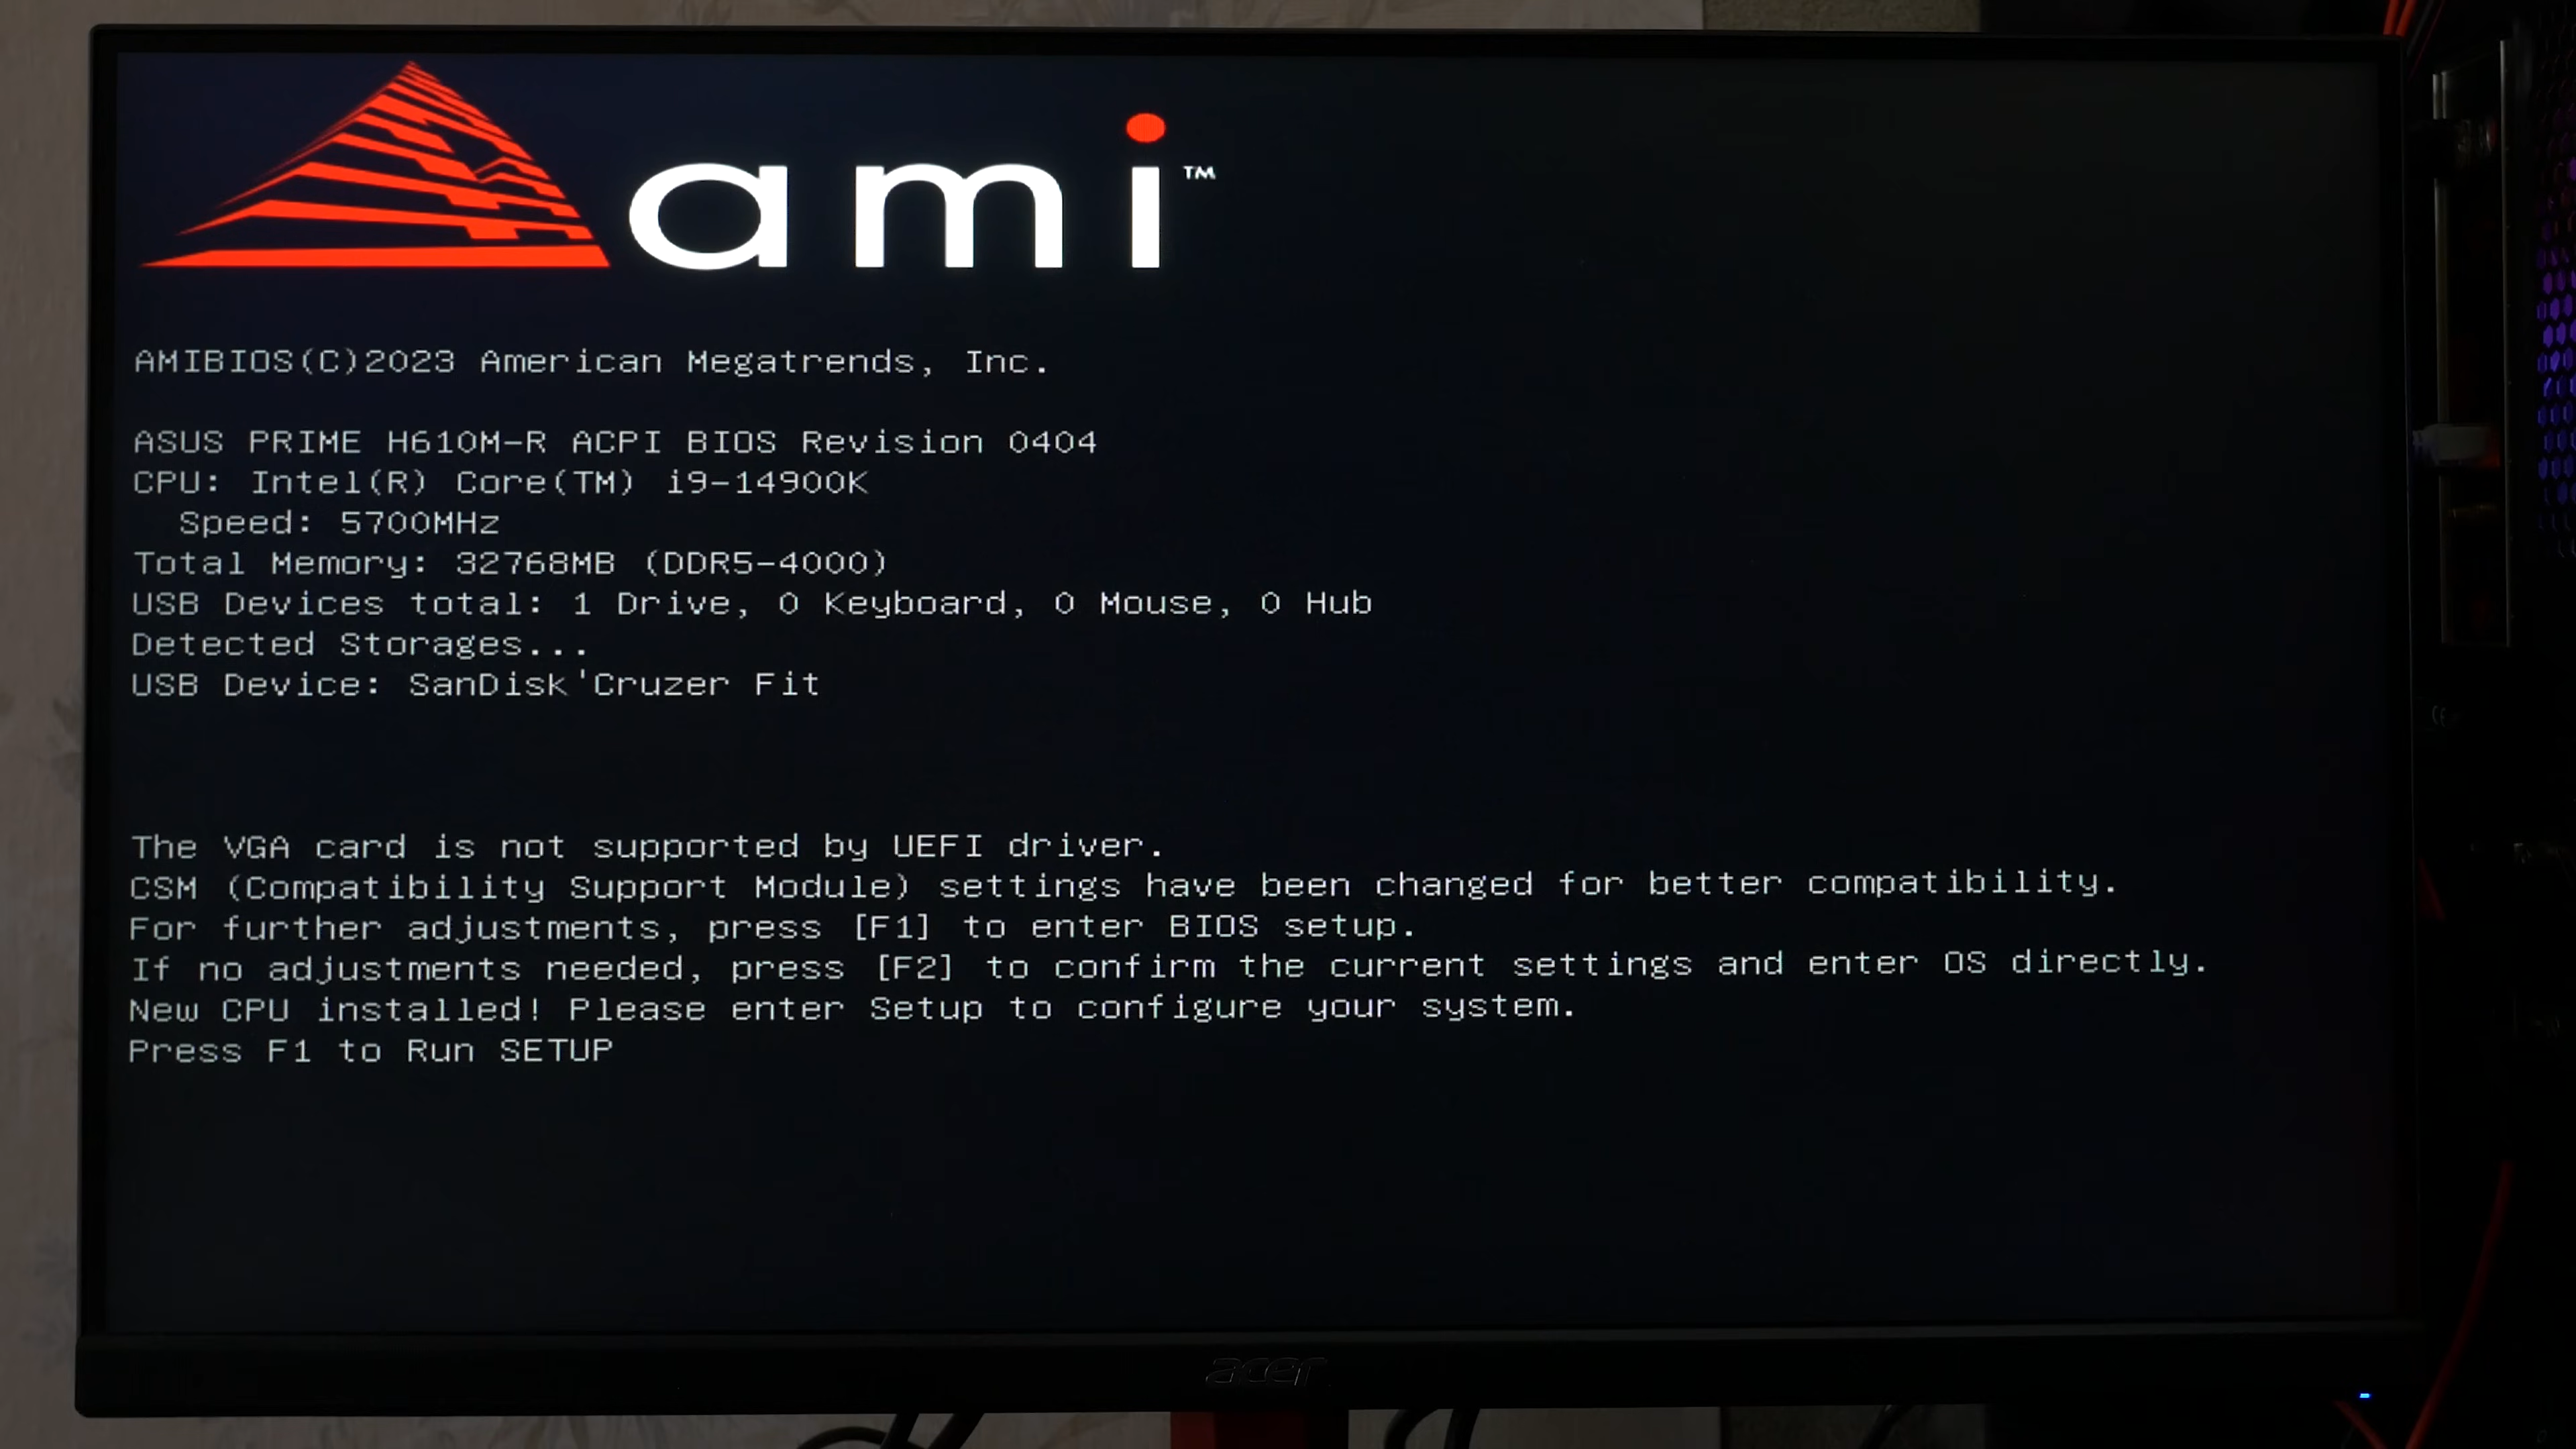 ami™
AMIBIOS(C)2023 American Megatrends, Inc.
ASUS PRIME H610M-R ACPI BIOS Revision 0404
CPU: Intel(R) Core(TM) i9-14900K
Speed: 5700MHz
Total Memory: 32768MB (DDR5-4000)
USB Devices total: 1 Drive, 0 Keyboard, 0 Mouse, 0 Hub
Detected Storages...
USB Device: SanDisk'Cruzer Fit
The VGA card is not supported by UEFI driver.
CSM (Compatibility Support Module) settings have been changed for better compatibility.
For further adjustments, press [F1] to enter BIOS setup.
If no adjustments needed, press [F2] to confirm the current settings and enter OS directly.
New CPU installed! Please enter Setup to configure your system.
Press F1 to Run SETUP
acer
CE